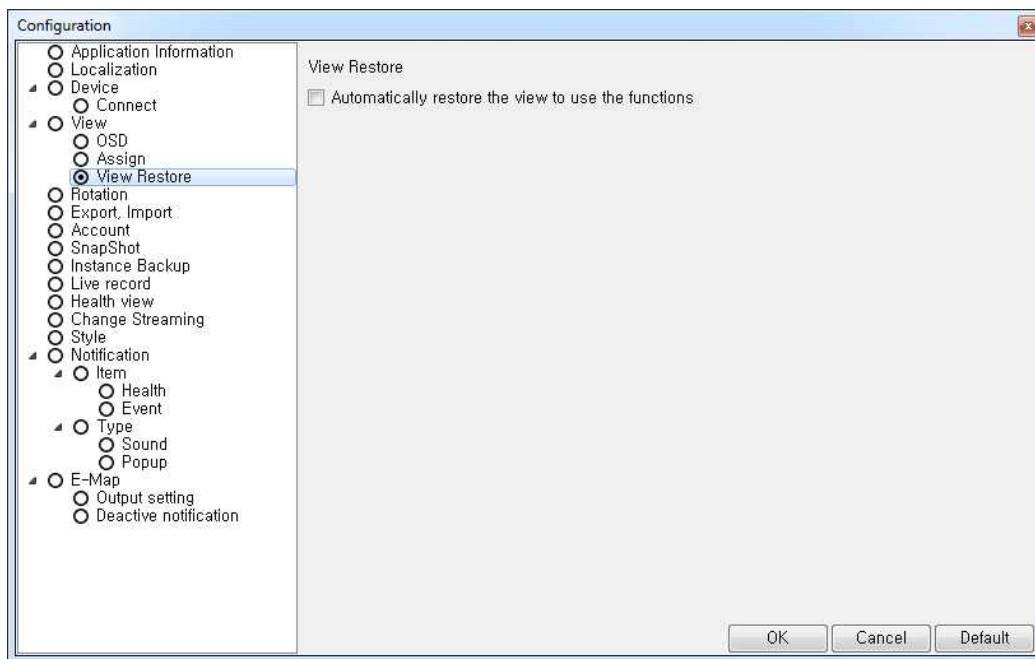 Configuration
Application Information
Localization
Device
Connect
View
OSD
Assign
View Restore
Rotation
Export, Import
Account
SnapShot
Instance Backup
Live record
Health view
Change Streaming
Style
Notification
Item
Health
Event
Type
Sound
Popup
E-Map
Output setting
Deactive notification
View Restore
Automatically restore the view to use the functions
OK
Cancel
Default